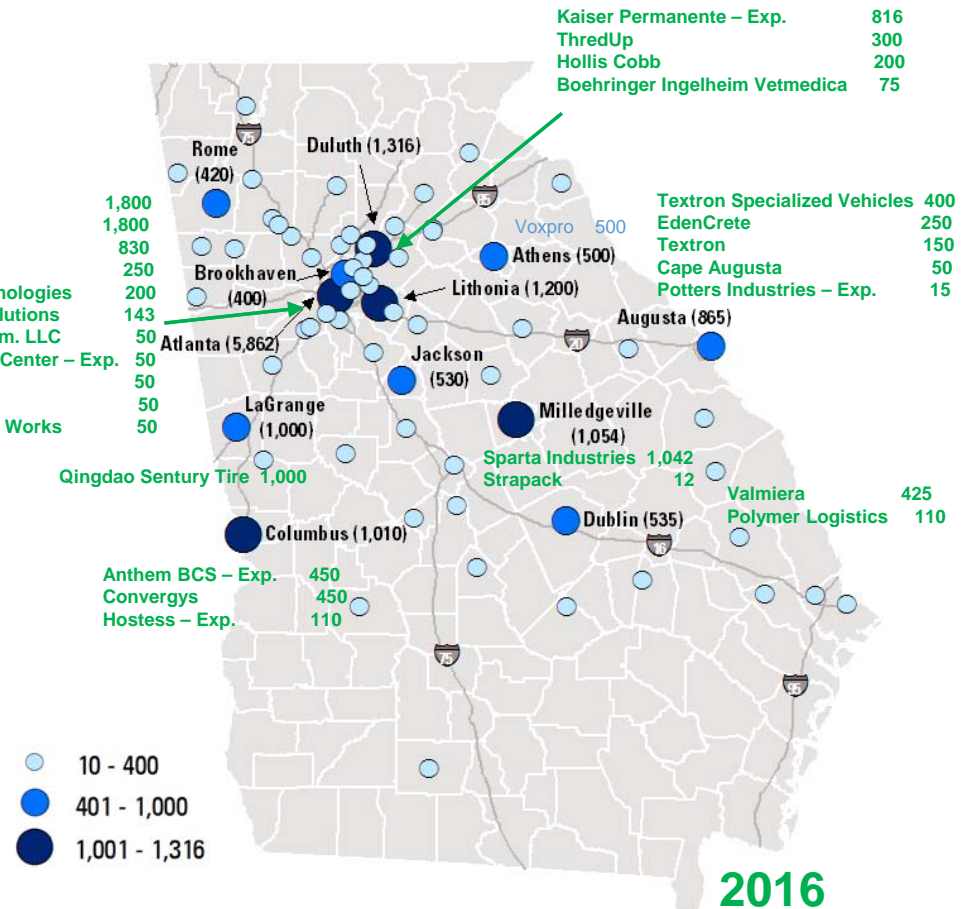 Kaiser Permanente – Exp. 816
ThredUp 300
Hollis Cobb 200
Boehringer Ingelheim Vetmedica 75
75
Rome
(420)
Duluth (1,316)
85
1,800
1,800
830
250
nologies 200
lutions 143
m. LLC 50
Center – Exp. 50
50
50
Works 50
Voxpro 500
Athens (500)
Textron Specialized Vehicles 400
EdenCrete 250
Textron 150
Cape Augusta 50
Potters Industries – Exp. 15
Brookhaven
(400)
Lithonia (1,200)
Augusta (865)
Atlanta (5,862)
20
Jackson
(530)
LaGrange
(1,000)
Milledgeville
(1,054)
Qingdao Sentury Tire 1,000
Sparta Industries 1,042
Strapack 12
Valmiera 425
Polymer Logistics 110
Columbus (1,010)
Dublin (535)
16
Anthem BCS – Exp. 450
Convergys 450
Hostess – Exp. 110
75
95
10 - 400
401 - 1,000
1,001 - 1,316
2016